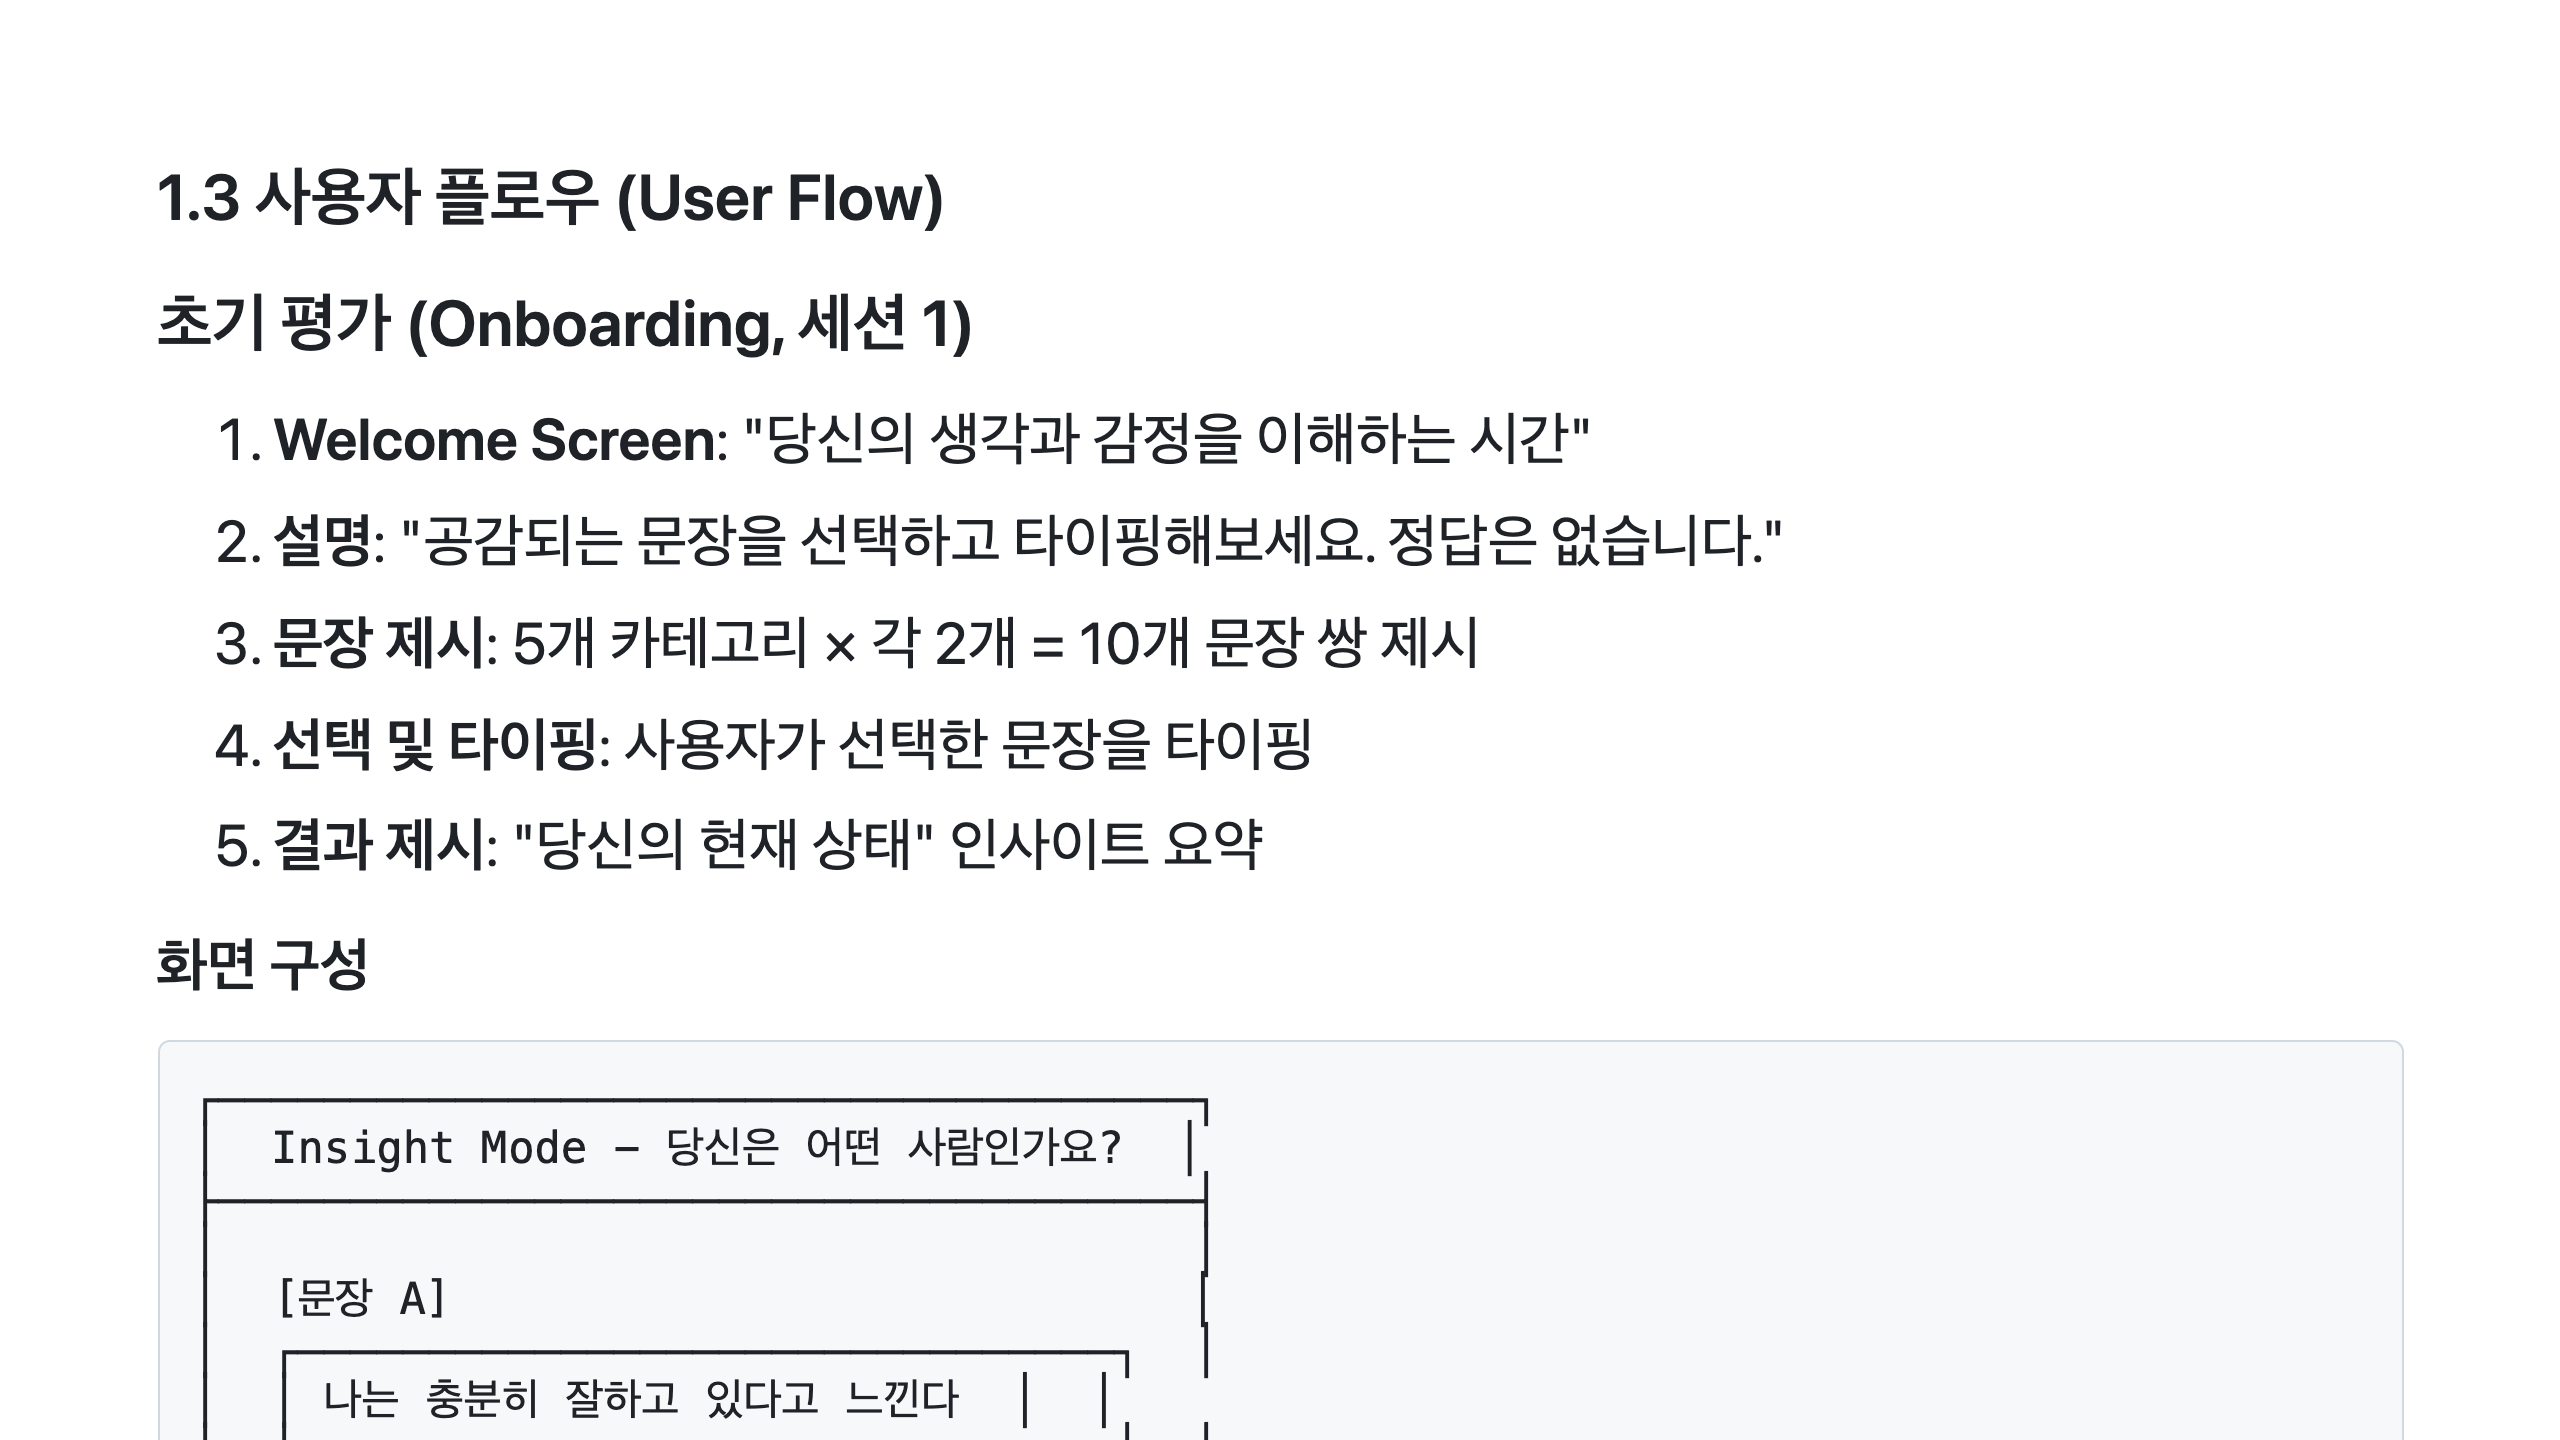 1.3 사용자 플로우 (User Flow)
초기 평가 (Onboarding, 세션 1)
1. Welcome Screen: "당신의 생각과 감정을 이해하는 시간"
2. 설명: "공감되는 문장을 선택하고 타이핑해보세요. 정답은 없습니다."
3. 문장 제시: 5개 카테고리 × 각 2개 = 10개 문장 쌍 제시
4. 선택 및 타이핑: 사용자가 선택한 문장을 타이핑
5. 결과 제시: "당신의 현재 상태" 인사이트 요약
화면 구성
Insight Mode – 당신은 어떤 사람인가요?
[문장 A]
나는 충분히 잘하고 있다고 느낀다